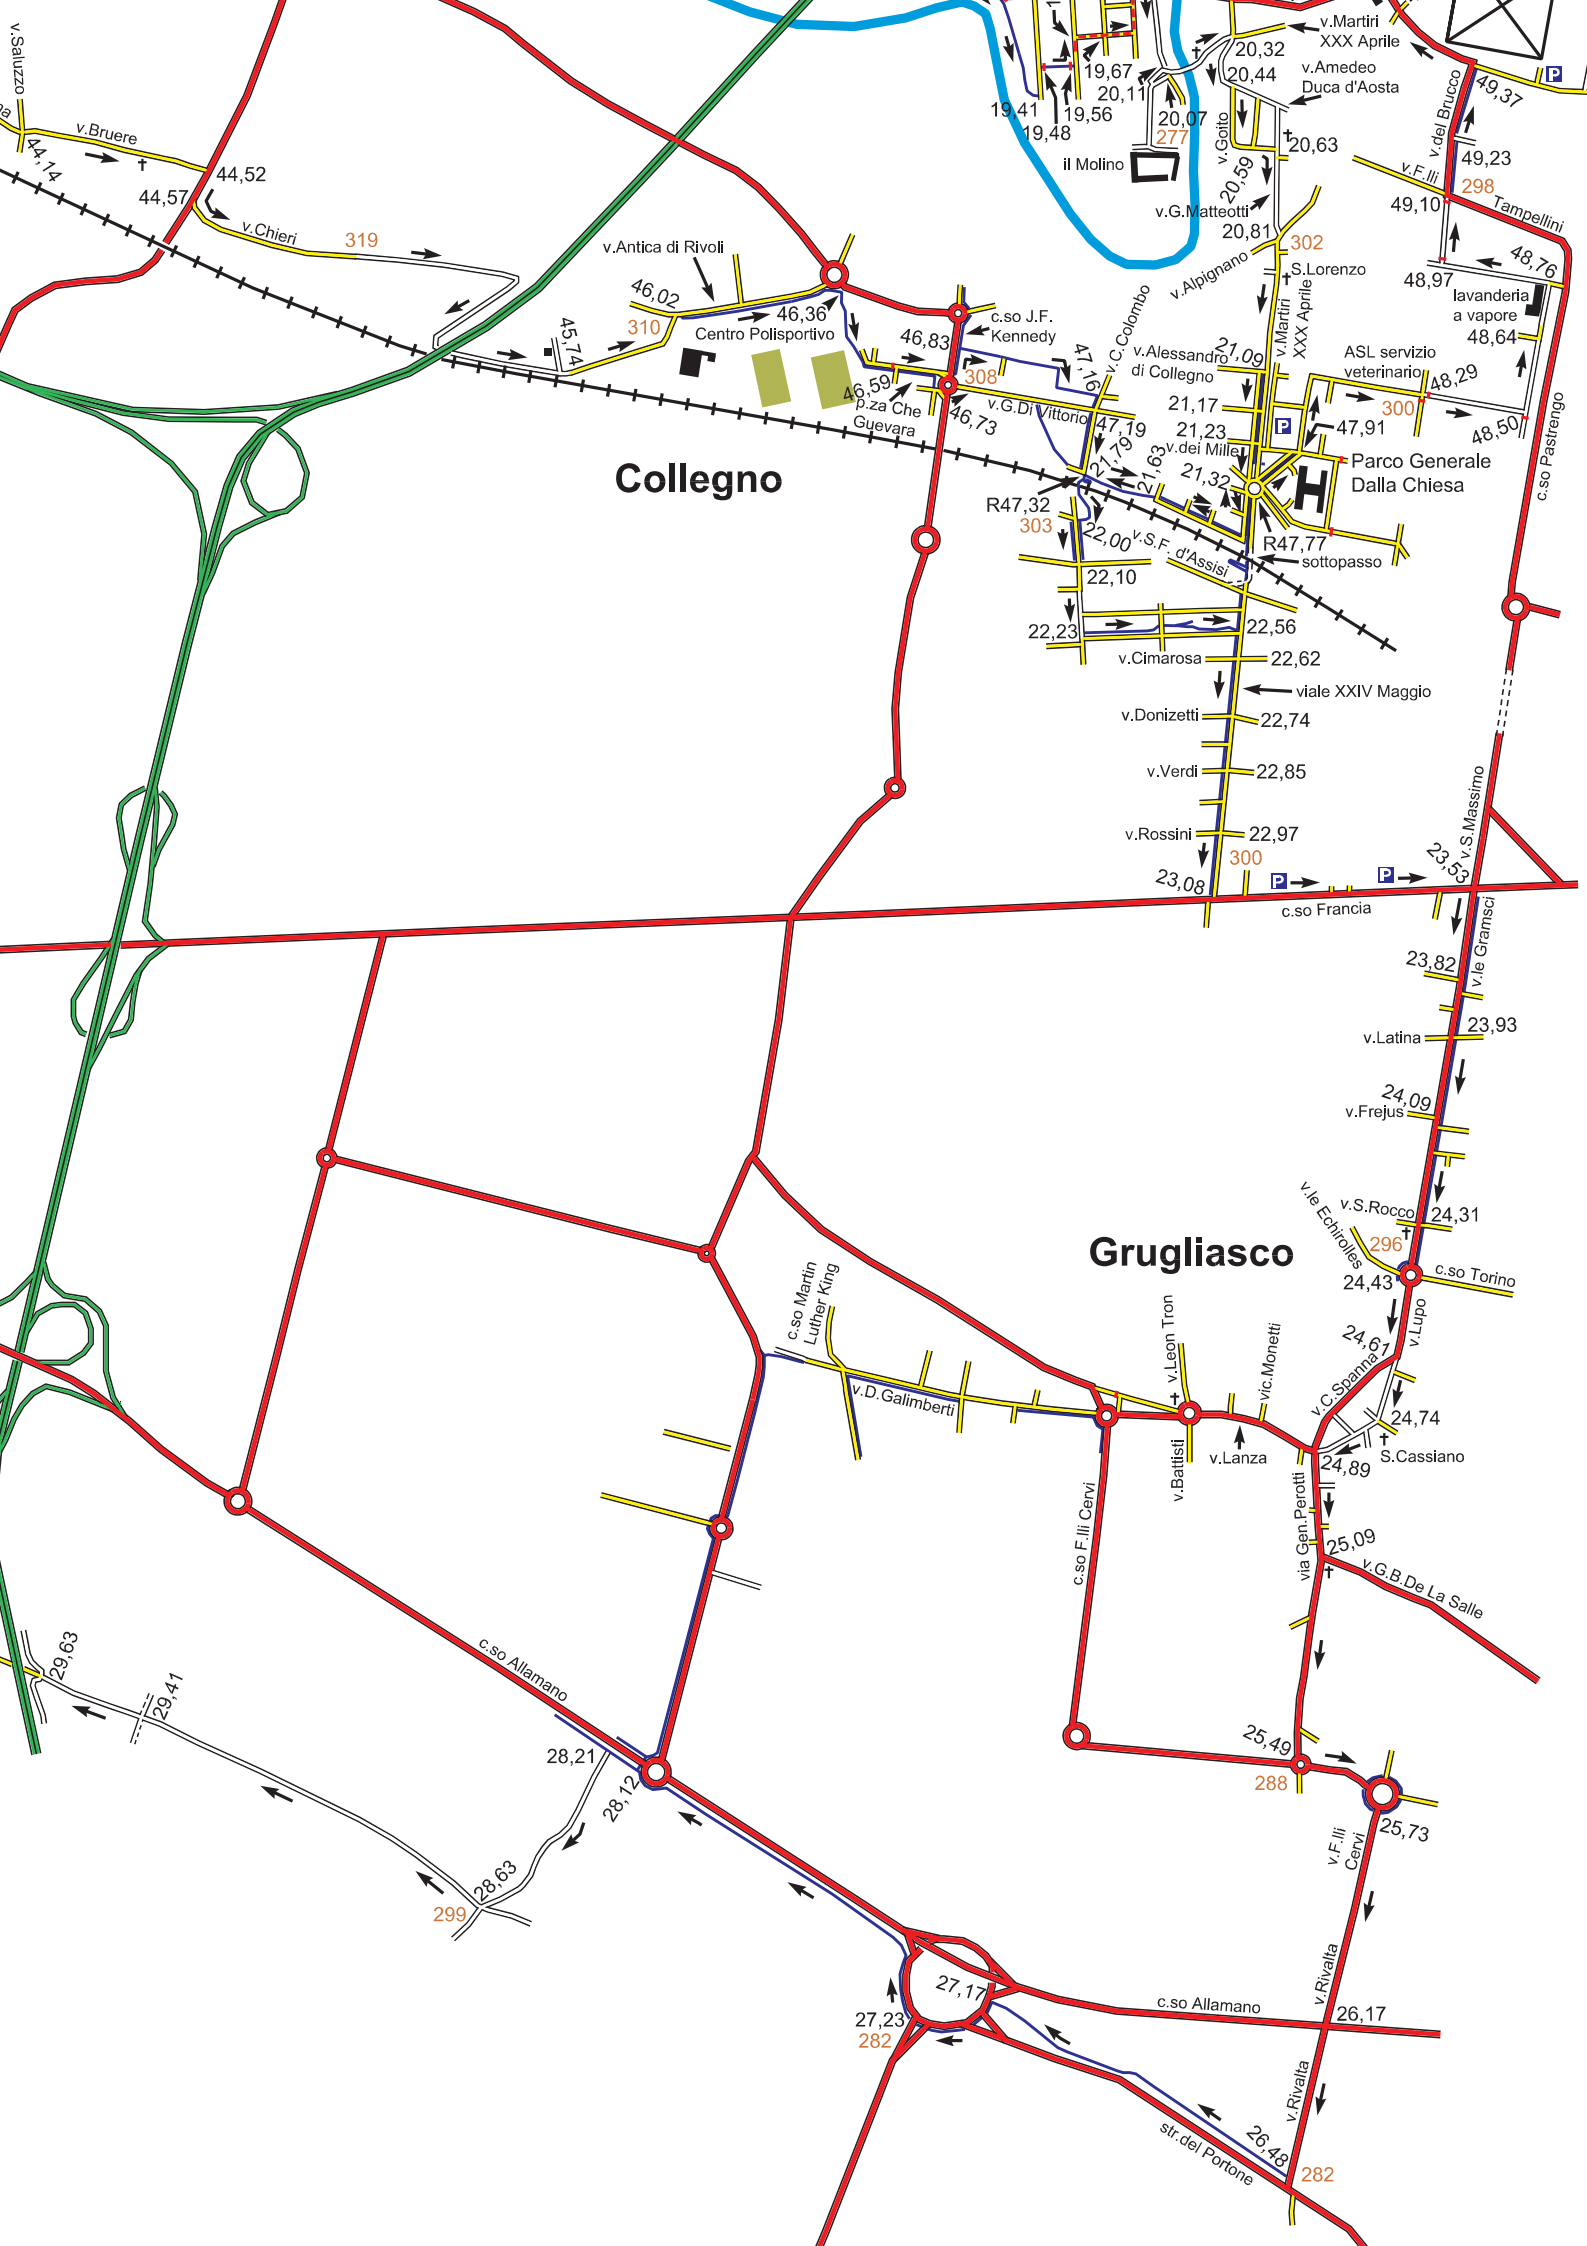 v.Saluzzo
v.Bruere
44,14
44,52
44,57
v.Chieri
319
v.Antica di Rivoli
46,02
310
46,36
Centro Polisportivo
45,74
46,59
p.za Che
Guevara
46,83
c.so J.F.
Kennedy
308
46,73
v.G.Di Vittorio
47,16
v.C.Colombo
47,19
Collegno
19,41
19,48
19,56
19,67
20,11
20,07
277
il Molino
20,32
v.Martiri
XXX Aprile
20,44
v.Amedeo
Duca d'Aosta
v.Goito
20,59
20,63
v.G.Matteotti
20,81
302
v.Alpignano
S.Lorenzo
v.Martiri
XXX Aprile
P
49,37
v.del Brucco
49,23
v.F.lli
Tampellini
298
49,10
48,97
48,76
lavanderia
a vapore
48,64
ASL servizio
veterinario
48,29
300
48,50
c.so Pastrengo
21,09
v.Alessandro
di Collegno
21,17
21,23
P
v.dei Mille
47,91
21,32
Parco Generale
Dalla Chiesa
21,79
21,63
R47,32
303
22,00
v.S.F. d'Assisi
R47,77
sottopasso
22,10
22,23
22,56
v.Cimarosa
22,62
viale XXIV Maggio
v.Donizetti
22,74
v.Verdi
22,85
v.Rossini
22,97
300
23,08
P
P
c.so Francia
23,53
v.S.Massimo
v.le Gramsci
23,82
23,93
v.Latina
24,09
v.Frejus
v.S.Rocco
24,31
v.le Echirolles
296
24,43
c.so Torino
Grugliasco
v.Lupo
24,61
v.C.Spanna
24,74
S.Cassiano
24,89
c.so Martin
Luther King
v.D.Galimberti
v.Leon Tron
vic.Monetti
v.Battisti
v.Lanza
c.so F.lli Cervi
via Gen.Perotti
25,09
v.G.B.De La Salle
25,49
288
25,73
v.F.lli
Cervi
v.Rivalta
26,17
c.so Allamano
v.Rivalta
26,48
282
str.del Portone
27,17
27,23
282
c.so Allamano
28,12
28,21
28,63
299
29,41
29,63